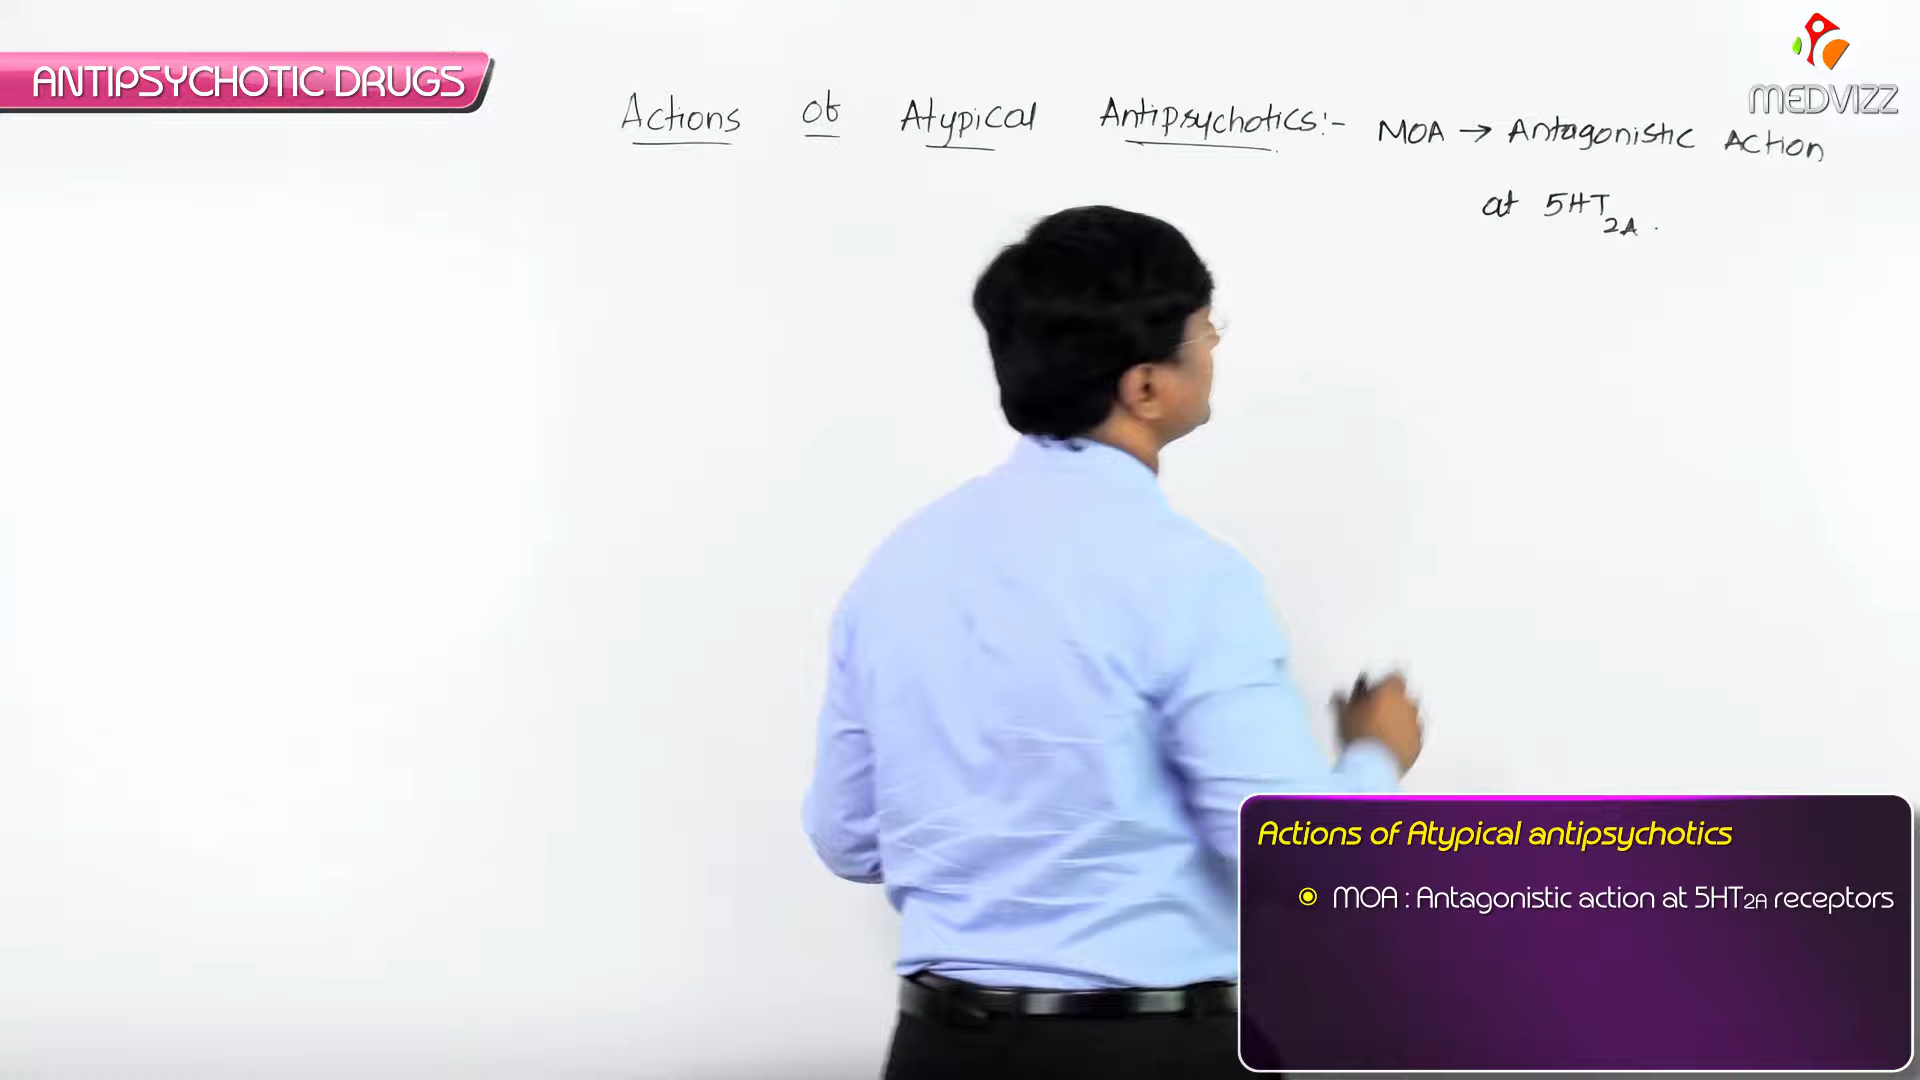 ANTIPSYCHOTIC DRUGS
MEDVIZZ
Actions of Atypical Antipsychotics:- MOA → Antagonistic Action
at 5HT2A.
Actions of Atypical antipsychotics
MOA : Antagonistic action at 5HT2A receptors